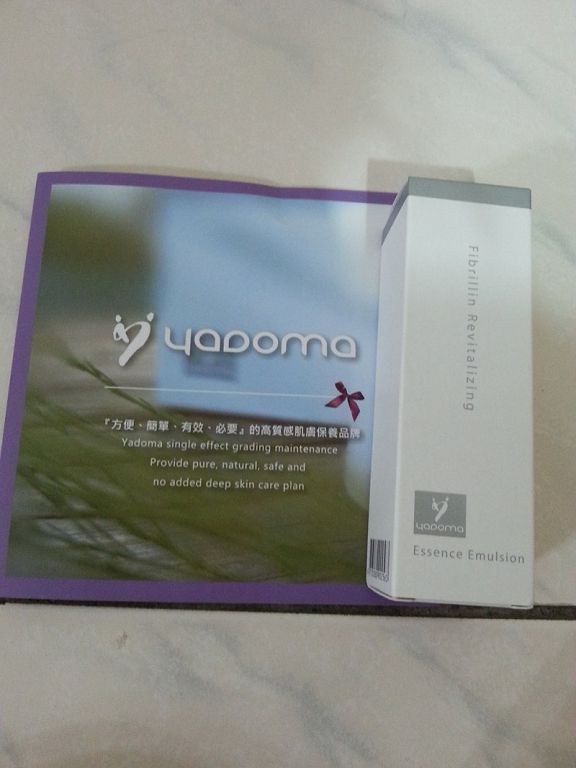 yadoma
『方便、簡單、有效、必要』的高質感肌膚保養品牌
Yadoma single effect grading maintenance
Provide pure, natural, safe and
no added deep skin care plan
Fibrillin Revitalizing
yadoma
Essence Emulsion